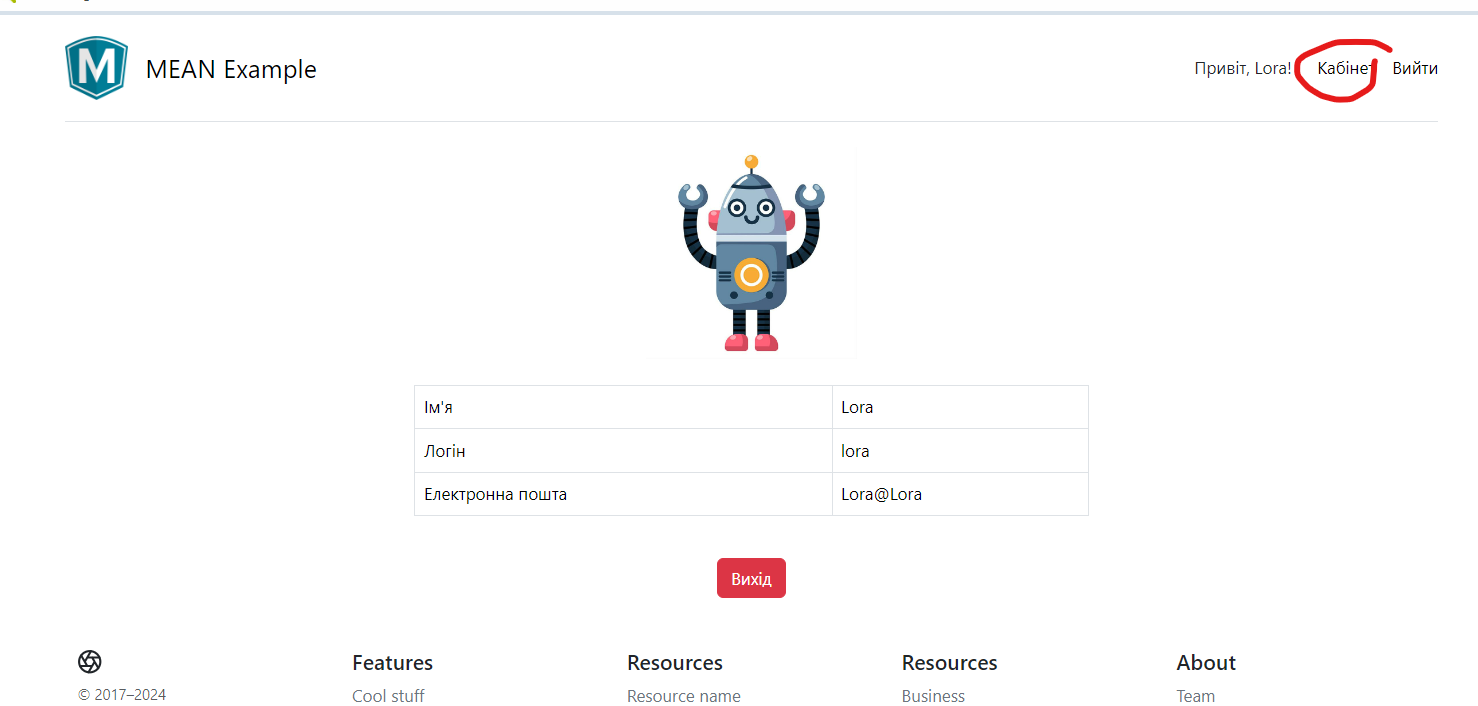 M
MEAN Example
Привіт, Lora! Кабінет Вийти
Ім'я Lora
Логін lora
Електронна пошта Lora@Lora
Вихід
Features Resources Resources About
© 2017–2024 Cool stuff Resource name Business Team